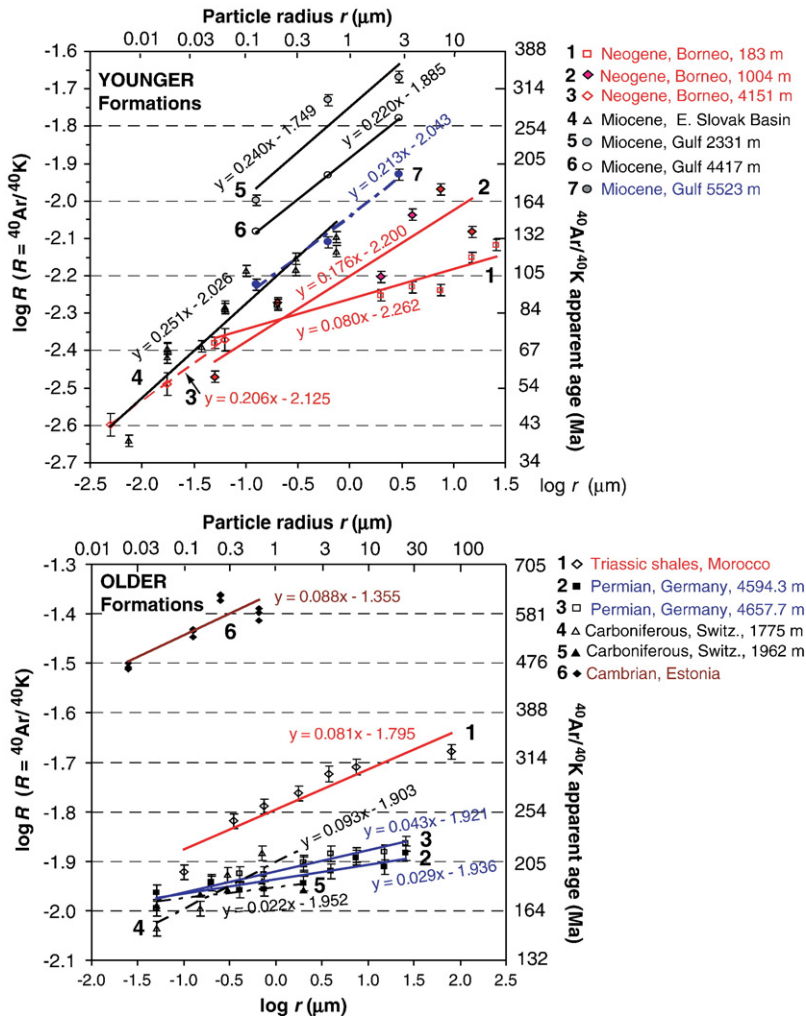 Particle radius r (μm)
0.01 0.1 0.3 1 3 10
-1.6 388
YOUNGER
Formations
-1.7 314
-1.8 254
-1.9 205
-2.0 164
-2.1 132
-2.2 105
-2.3 84
-2.4 67
-2.5 54
-2.6 43
-2.7 34
y = 0.240x - 1.749
y = 0.220x - 1.885
y = 0.213x - 2.043
y = 0.176x - 2.200
y = 0.080x - 2.262
y = 0.251x - 2.026
y = 0.206x - 2.125
5
6
7
2
1
4
3
log R (R = ⁴⁰Ar/⁴⁰K)
⁴⁰Ar/⁴⁰K apparent age (Ma)
-2.5 -2.0 -1.5 -1.0 -0.5 0.0 0.5 1.0 1.5
log r (μm)
1 Neogene, Borneo, 183 m
2 Neogene, Borneo, 1004 m
3 Neogene, Borneo, 4151 m
4 Miocene, E. Slovak Basin
5 Miocene, Gulf 2331 m
6 Miocene, Gulf 4417 m
7 Miocene, Gulf 5523 m
Particle radius r (μm)
0.01 0.03 0.1 0.3 1 3 10 30 100
-1.3 705
OLDER
Formations
-1.4 581
-1.5 476
-1.6 388
-1.7 314
-1.8 254
-1.9 205
-2.0 164
-2.1 132
y = 0.088x - 1.355
6
y = 0.081x - 1.795
1
y = 0.093x - 1.903
y = 0.043x - 1.921
3
2
y = 0.029x - 1.936
5
4
y = 0.022x - 1.952
log R (R = ⁴⁰Ar/⁴⁰K)
⁴⁰Ar/⁴⁰K apparent age (Ma)
-2.0 -1.5 -1.0 -0.5 0.0 0.5 1.0 1.5 2.0 2.5
log r (μm)
1 Triassic shales, Morocco
2 Permian, Germany, 4594.3 m
3 Permian, Germany, 4657.7 m
4 Carboniferous, Switz., 1775 m
5 Carboniferous, Switz., 1962 m
6 Cambrian, Estonia